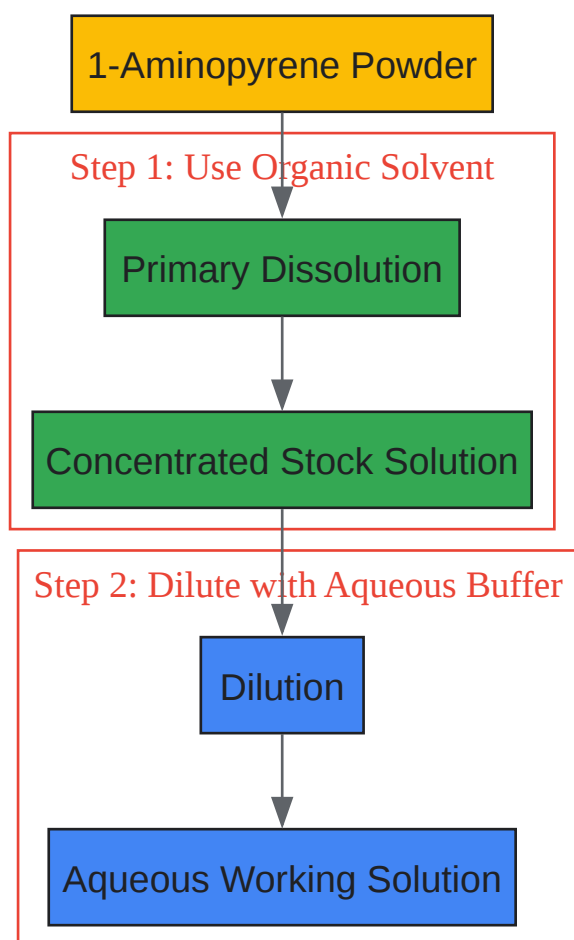 1-Aminopyrene Powder
Step 1: Use Organic Solvent
Primary Dissolution
Concentrated Stock Solution
Step 2: Dilute with Aqueous Buffer
Dilution
Aqueous Working Solution